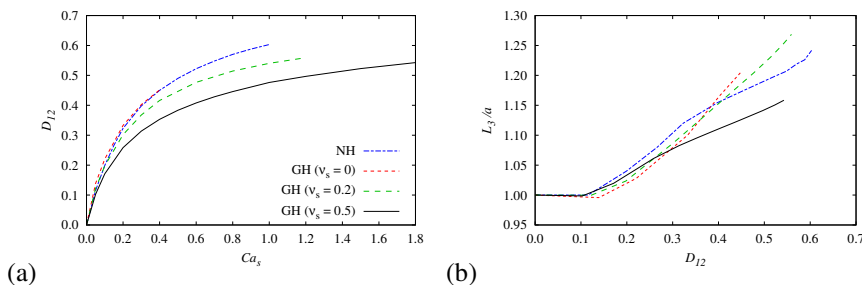 0.7
0.6
0.5
0.4
0.3
0.2
0.1
0.0
D12
0.0 0.2 0.4 0.6 0.8 1.0 1.2 1.4 1.6 1.8
Cas
NH
GH (νs = 0)
GH (νs = 0.2)
GH (νs = 0.5)
(a)
1.30
1.25
1.20
1.15
1.10
1.05
1.00
0.95
L3/a
0.0 0.1 0.2 0.3 0.4 0.5 0.6 0.7
D12
(b)